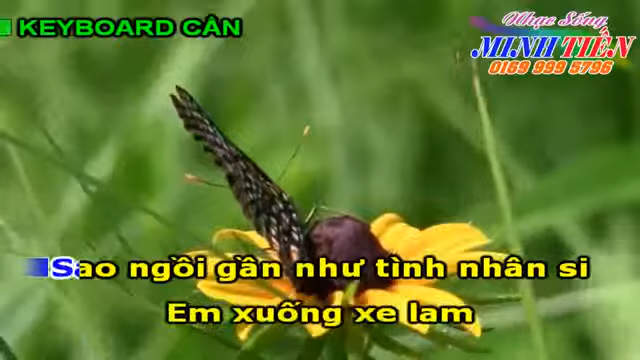 KEYBOARD CẦN
Nhạc Sống
MINH TIẾN
0169 999 5796
Sao ngồi gần như tình nhân si
Em xuống xe lam